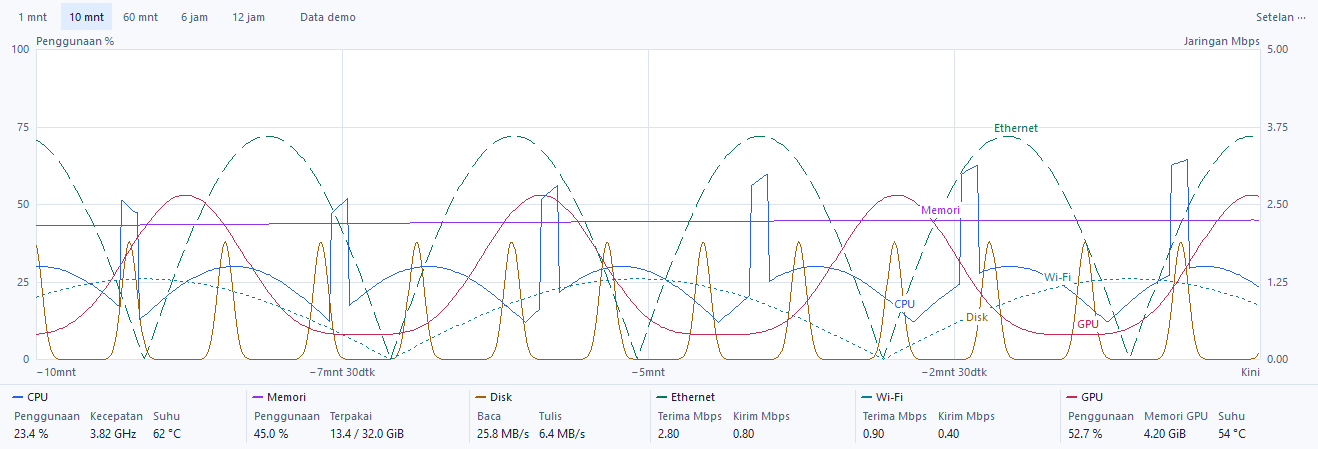 1 mnt 10 mnt 60 mnt 6 jam 12 jam Data demo Setelan ···
Penggunaan % Jaringan Mbps
100 5.00
Ethernet
75 3.75
50 2.50
Memori
25 1.25
Wi-Fi
CPU
Disk
GPU
0 0.00
−10mnt −7mnt 30dtk −5mnt −2mnt 30dtk Kini
CPU Memori Disk Ethernet Wi-Fi GPU
Penggunaan Kecepatan Suhu Penggunaan Terpakai Baca Tulis Terima Mbps Kirim Mbps Terima Mbps Kirim Mbps Penggunaan Memori GPU Suhu
23.4 % 3.82 GHz 62 °C 45.0 % 13.4 / 32.0 GiB 25.8 MB/s 6.4 MB/s 2.80 0.80 0.90 0.40 52.7 % 4.20 GiB 54 °C